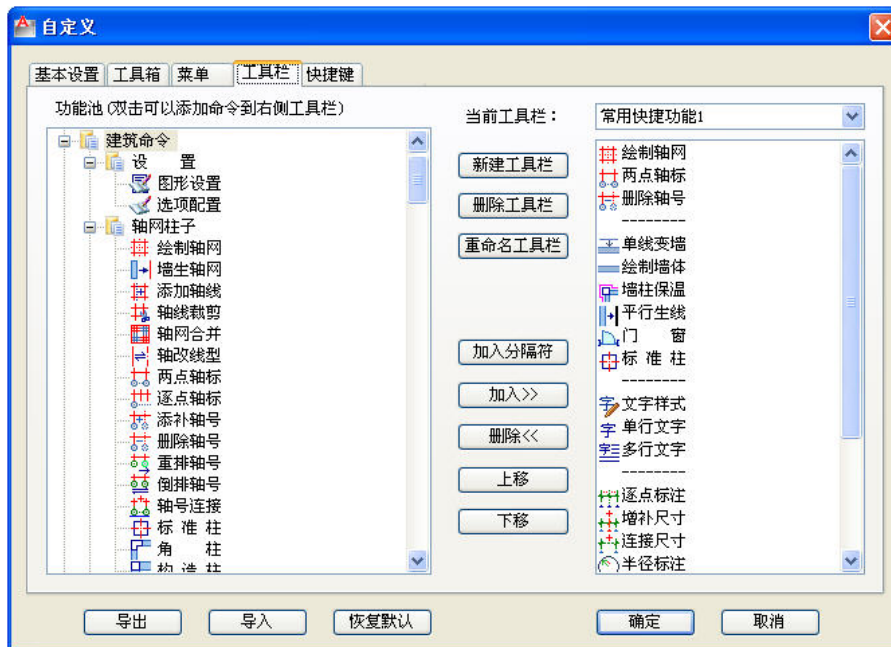 自定义
基本设置 工具箱 菜单 工具栏 快捷键
功能池(双击可以添加命令到右侧工具栏)
建筑命令
设 置
图形设置
选项配置
轴网柱子
绘制轴网
墙生轴网
添加轴线
轴线裁剪
轴网合并
轴改线型
两点轴标
逐点轴标
添补轴号
删除轴号
重排轴号
倒排轴号
轴号连接
标 准 柱
角 柱
构 造 柱
当前工具栏：
新建工具栏
删除工具栏
重命名工具栏
加入分隔符
加入>>
删除<<
上移
下移
常用快捷功能1
绘制轴网
两点轴标
删除轴号
--------
单线变墙
绘制墙体
墙柱保温
平行生线
门 窗
标 准 柱
--------
文字样式
字 单行文字
多行文字
--------
逐点标注
增补尺寸
连接尺寸
半径标注
导出 导入 恢复默认 确定 取消